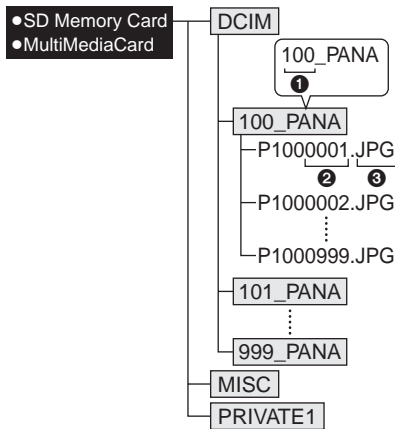 ●SD Memory Card
●MultiMediaCard
DCIM
100_PANA
❶
100_PANA
P1000001.JPG
❷ ❸
P1000002.JPG
P1000999.JPG
101_PANA
999_PANA
MISC
PRIVATE1